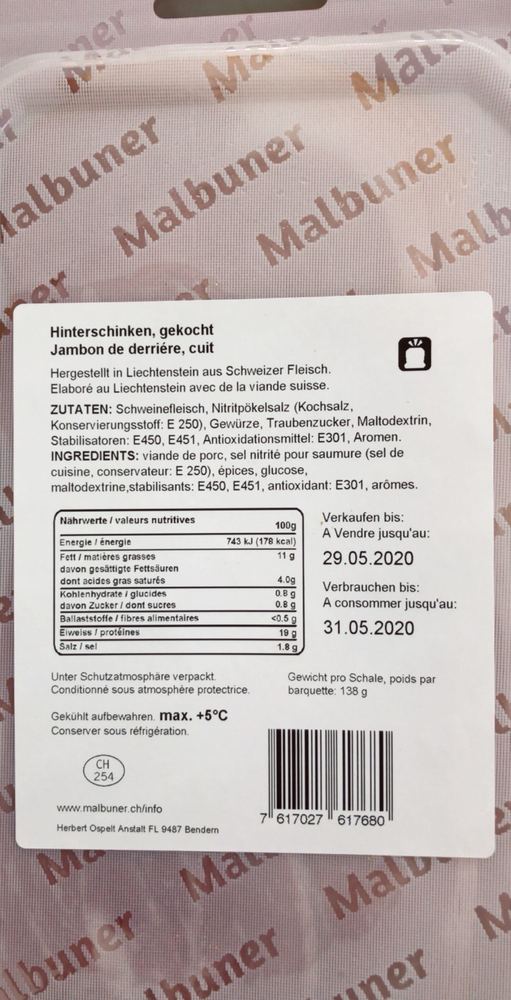 Malbuner
Malbuner
Malbuner
Hinterschinken, gekocht
Jambon de derriére, cuit
Hergestellt in Liechtenstein aus Schweizer Fleisch.
Elaboré au Liechtenstein avec de la viande suisse.
ZUTATEN: Schweinefleisch, Nitritpökelsalz (Kochsalz,
Konservierungsstoff: E 250), Gewürze, Traubenzucker, Maltodextrin,
Stabilisatoren: E450, E451, Antioxidationsmittel: E301, Aromen.
INGREDIENTS: viande de porc, sel nitrité pour saumure (sel de
cuisine, conservateur: E 250), épices, glucose,
maltodextrine,stabilisants: E450, E451, antioxidant: E301, arômes.
Nährwerte / valeurs nutritives 100g
Energie / énergie 743 kJ (178 kcal)
Fett / matières grasses 11 g
davon gesättigte Fettsäuren
dont acides gras saturés 4.0g
Kohlenhydrate / glucides 0.8 g
davon Zucker / dont sucres 0.8 g
Ballaststoffe / fibres alimentaires <0.5 g
Eiweiss / protéines 19 g
Salz / sel 1.8 g
Verkaufen bis:
A Vendre jusqu'au:
29.05.2020
Verbrauchen bis:
A consommer jusqu'au:
31.05.2020
Unter Schutzatmosphäre verpackt.
Conditionné sous atmosphère protectrice.
Gewicht pro Schale, poids par
barquette: 138 g
Gekühlt aufbewahren. max. +5°C
Conserver sous réfrigération.
CH
254
www.malbuner.ch/info
Herbert Ospelt Anstalt FL 9487 Bendern
7 617027 617680
Malbuner